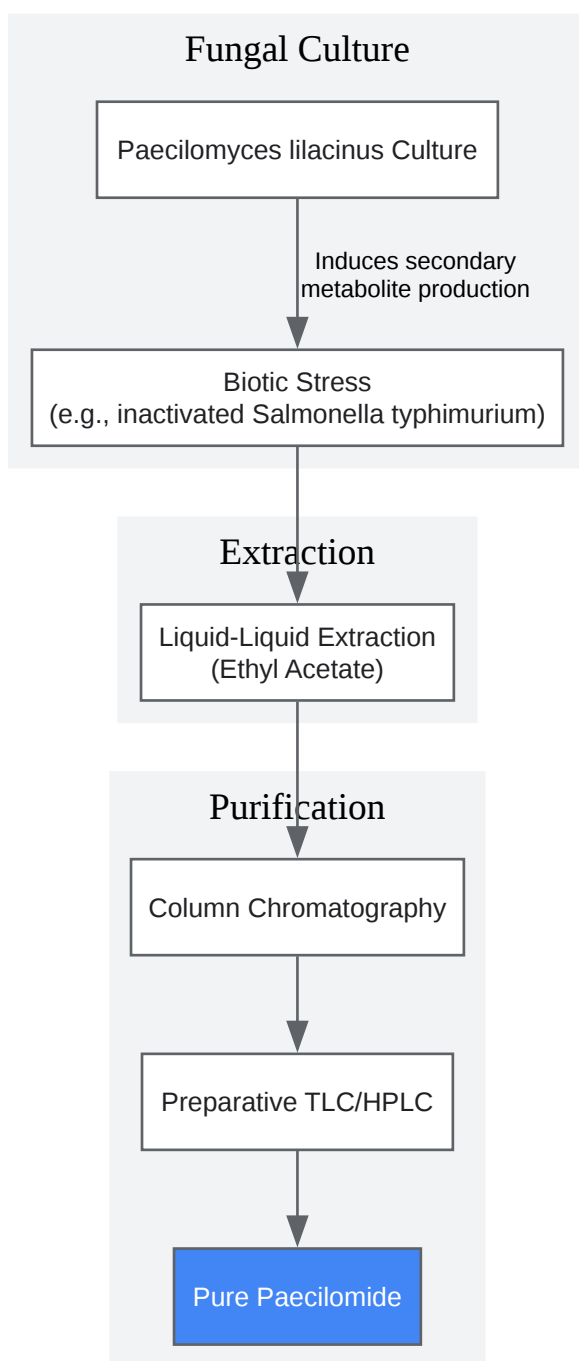 Fungal Culture
Paecilomyces lilacinus Culture
Induces secondary
metabolite production
Biotic Stress
(e.g., inactivated Salmonella typhimurium)
Extraction
Liquid-Liquid Extraction
(Ethyl Acetate)
Purification
Column Chromatography
Preparative TLC/HPLC
Pure Paecilomide